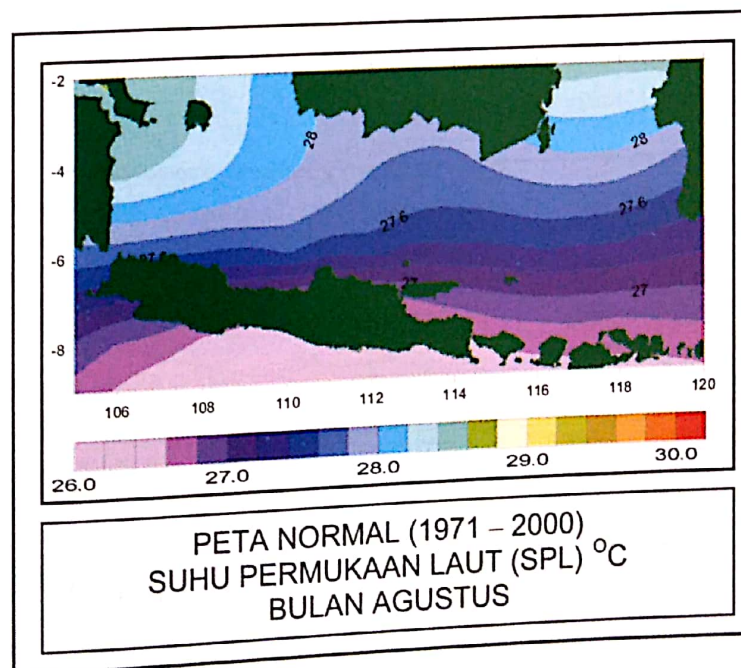 -2
28
28
-4
27.6
27.6
-6
27.6
27
27
-8
106 108 110 112 114 116 118 120
26.0 27.0 28.0 29.0 30.0
PETA NORMAL (1971 – 2000)
SUHU PERMUKAAN LAUT (SPL) °C
BULAN AGUSTUS